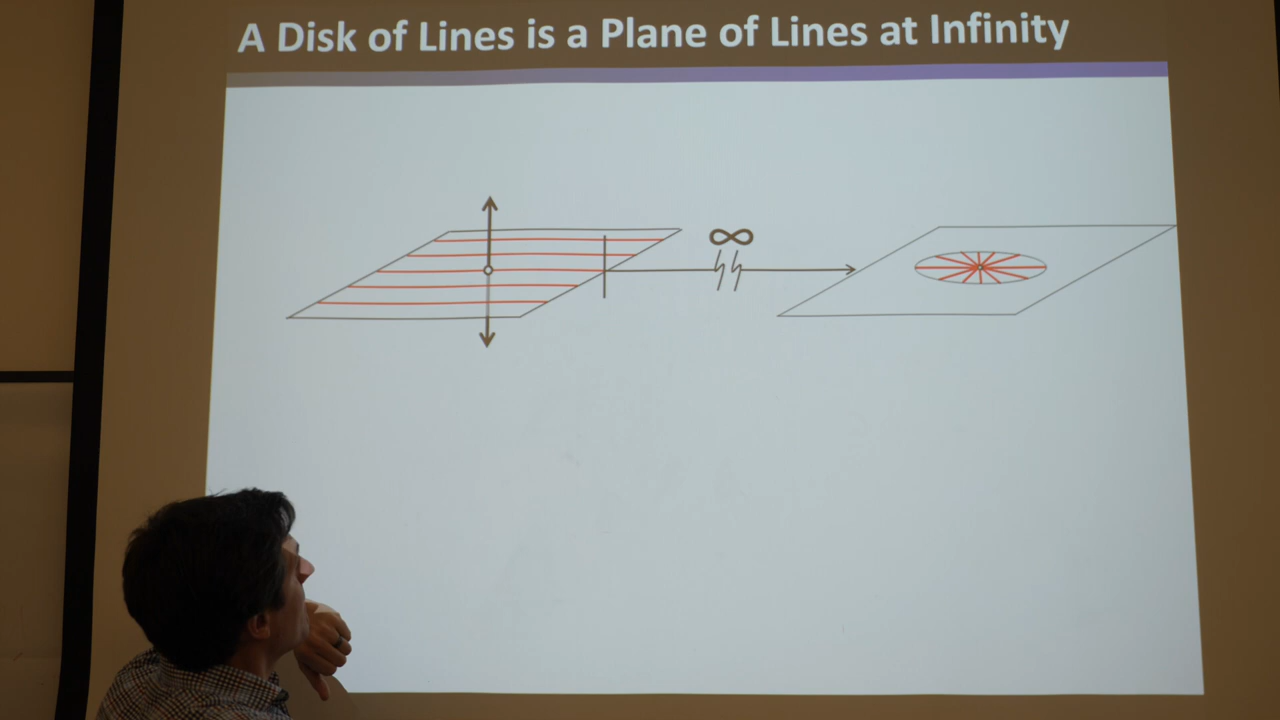 A Disk of Lines is a Plane of Lines at Infinity
∞